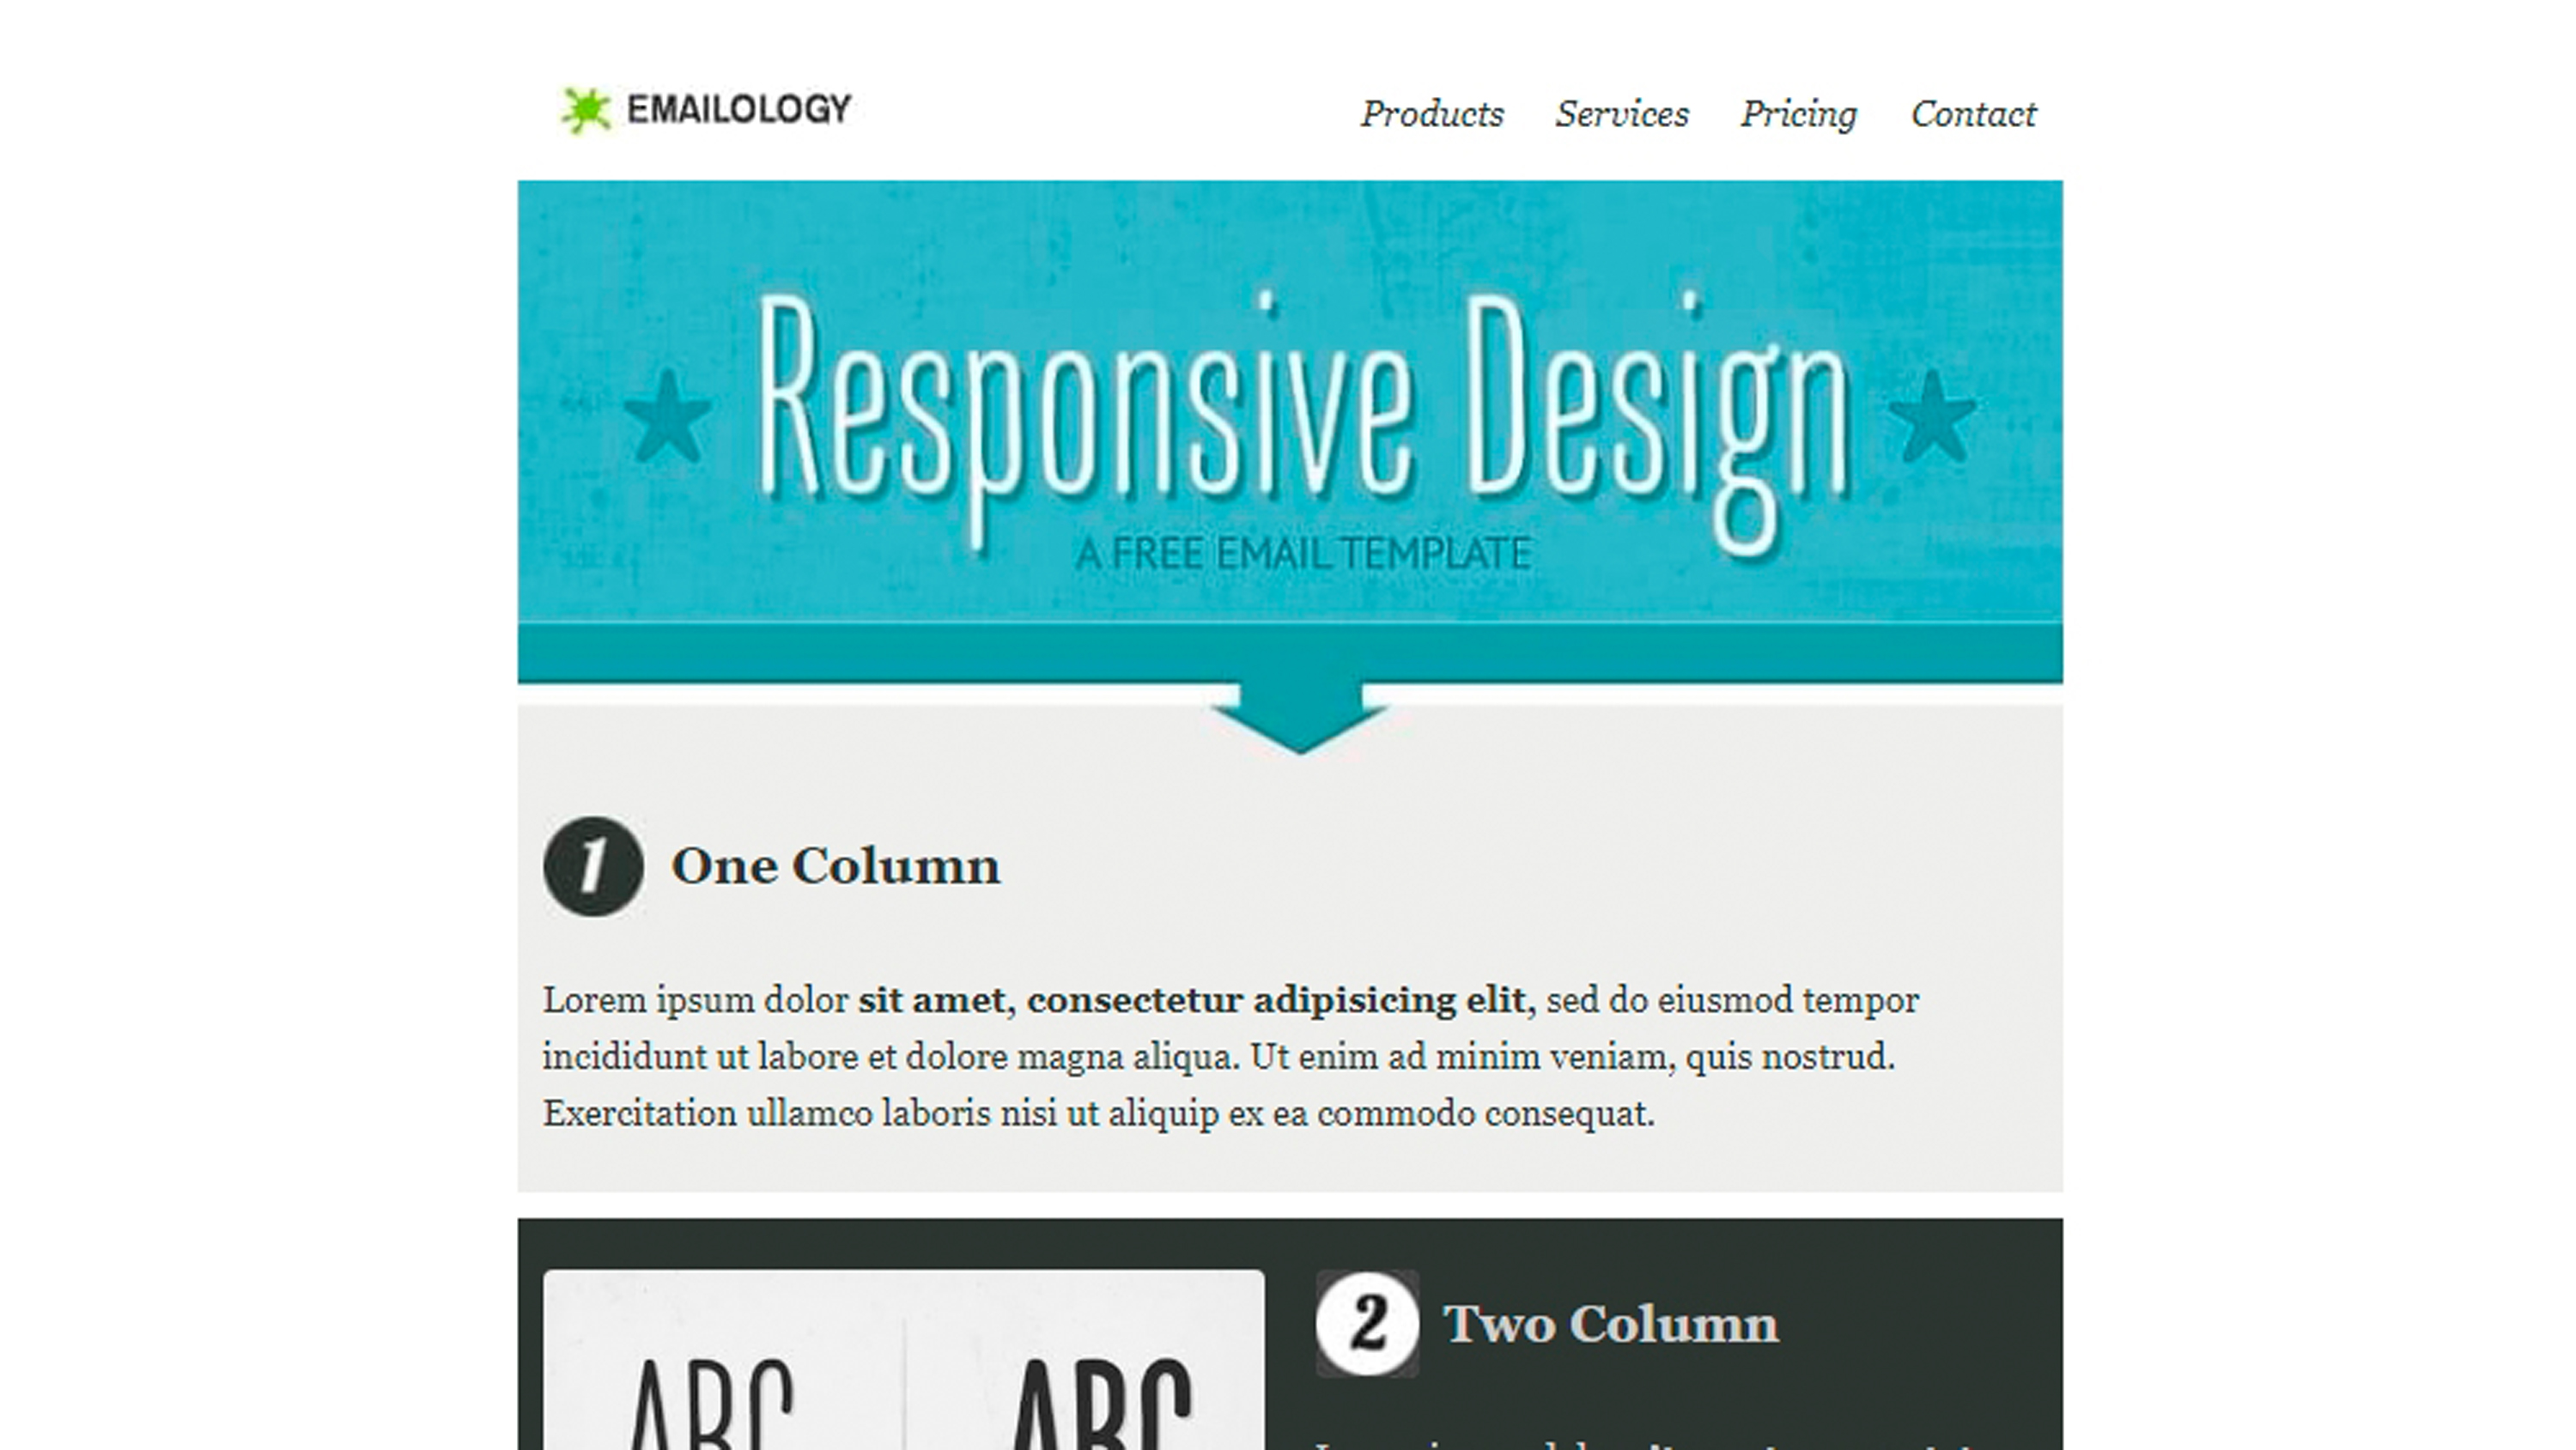 EMAILOLOGY
Products Services Pricing Contact
Responsive Design
A FREE EMAIL TEMPLATE
1 One Column
Lorem ipsum dolor sit amet, consectetur adipisicing elit, sed do eiusmod tempor
incididunt ut labore et dolore magna aliqua. Ut enim ad minim veniam, quis nostrud.
Exercitation ullamco laboris nisi ut aliquip ex ea commodo consequat.
ABC ABC
2 Two Column